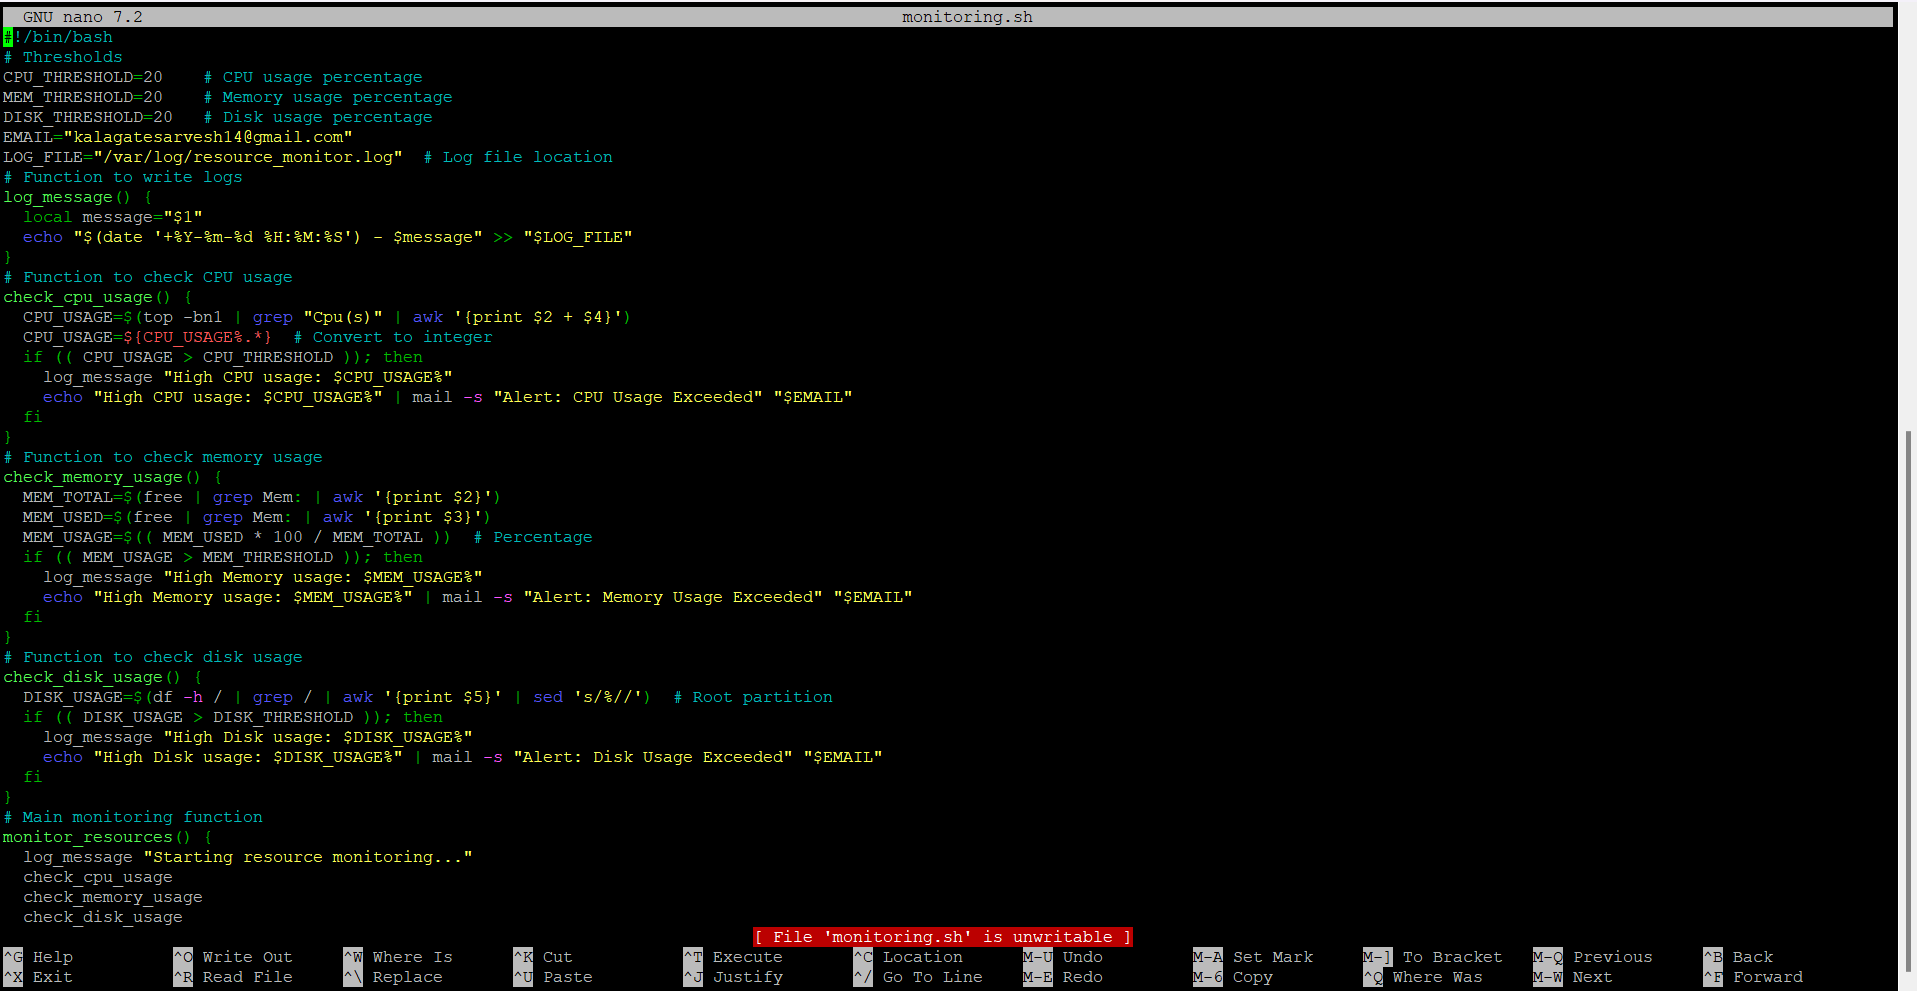 GNU nano 7.2 monitoring.sh
#!/bin/bash
# Thresholds
CPU_THRESHOLD=20    # CPU usage percentage
MEM_THRESHOLD=20    # Memory usage percentage
DISK_THRESHOLD=20   # Disk usage percentage
EMAIL="kalagatesarvesh14@gmail.com"
LOG_FILE="/var/log/resource_monitor.log"  # Log file location
# Function to write logs
log_message() {
  local message="$1"
  echo "$(date '+%Y-%m-%d %H:%M:%S') - $message" >> "$LOG_FILE"
}
# Function to check CPU usage
check_cpu_usage() {
  CPU_USAGE=$(top -bn1 | grep "Cpu(s)" | awk '{print $2 + $4}')
  CPU_USAGE=${CPU_USAGE%.*}  # Convert to integer
  if (( CPU_USAGE > CPU_THRESHOLD )); then
    log_message "High CPU usage: $CPU_USAGE%"
    echo "High CPU usage: $CPU_USAGE%" | mail -s "Alert: CPU Usage Exceeded" "$EMAIL"
  fi
}
# Function to check memory usage
check_memory_usage() {
  MEM_TOTAL=$(free | grep Mem: | awk '{print $2}')
  MEM_USED=$(free | grep Mem: | awk '{print $3}')
  MEM_USAGE=$(( MEM_USED * 100 / MEM_TOTAL ))  # Percentage
  if (( MEM_USAGE > MEM_THRESHOLD )); then
    log_message "High Memory usage: $MEM_USAGE%"
    echo "High Memory usage: $MEM_USAGE%" | mail -s "Alert: Memory Usage Exceeded" "$EMAIL"
  fi
}
# Function to check disk usage
check_disk_usage() {
  DISK_USAGE=$(df -h / | grep / | awk '{print $5}' | sed 's/%//')  # Root partition
  if (( DISK_USAGE > DISK_THRESHOLD )); then
    log_message "High Disk usage: $DISK_USAGE%"
    echo "High Disk usage: $DISK_USAGE%" | mail -s "Alert: Disk Usage Exceeded" "$EMAIL"
  fi
}
# Main monitoring function
monitor_resources() {
  log_message "Starting resource monitoring..."
  check_cpu_usage
  check_memory_usage
  check_disk_usage
[ File 'monitoring.sh' is unwritable ]
^G Help ^O Write Out ^W Where Is ^K Cut ^T Execute ^C Location M-U Undo M-A Set Mark M-] To Bracket M-Q Previous ^B Back
^X Exit ^R Read File ^\ Replace ^U Paste ^J Justify ^/ Go To Line M-E Redo M-6 Copy ^Q Where Was M-W Next ^F Forward